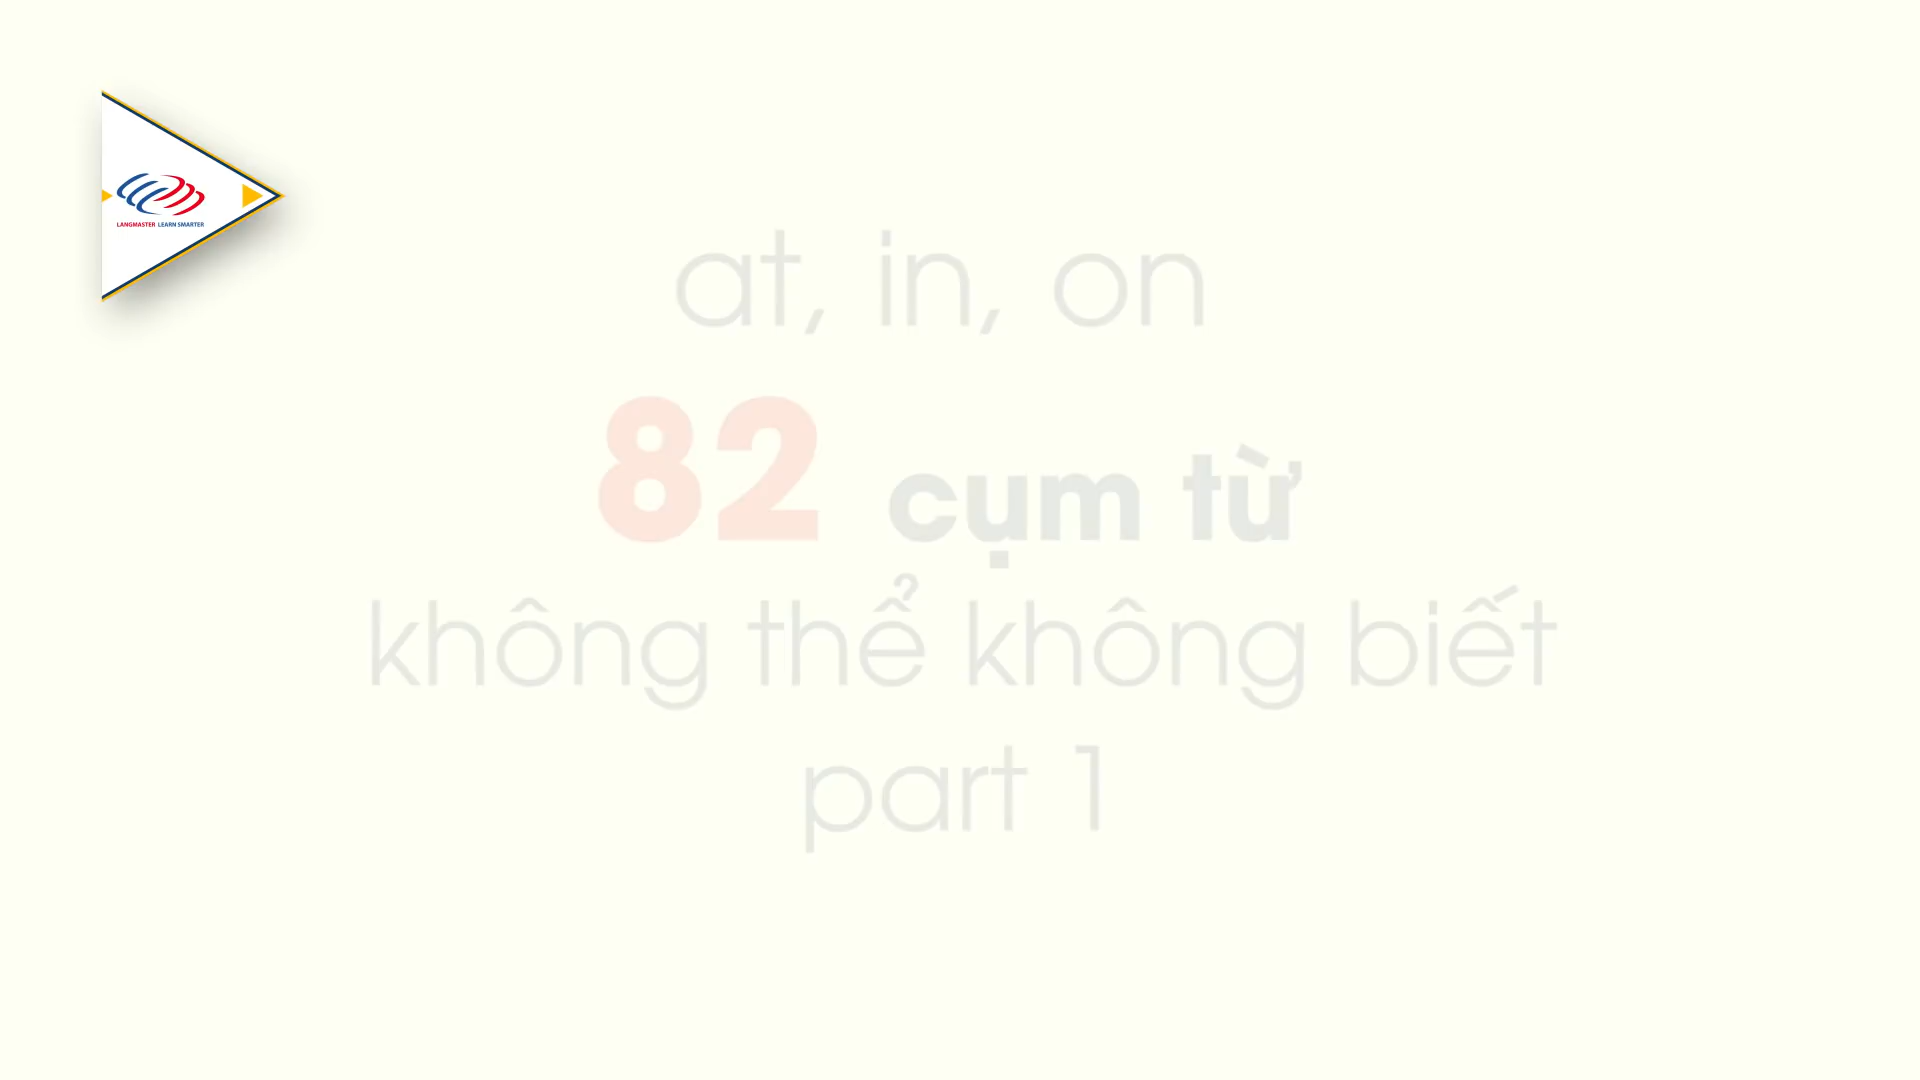 LANGMASTER LEARN SMARTER
at, in, on
82 cụm từ
không thể không biết
part 1